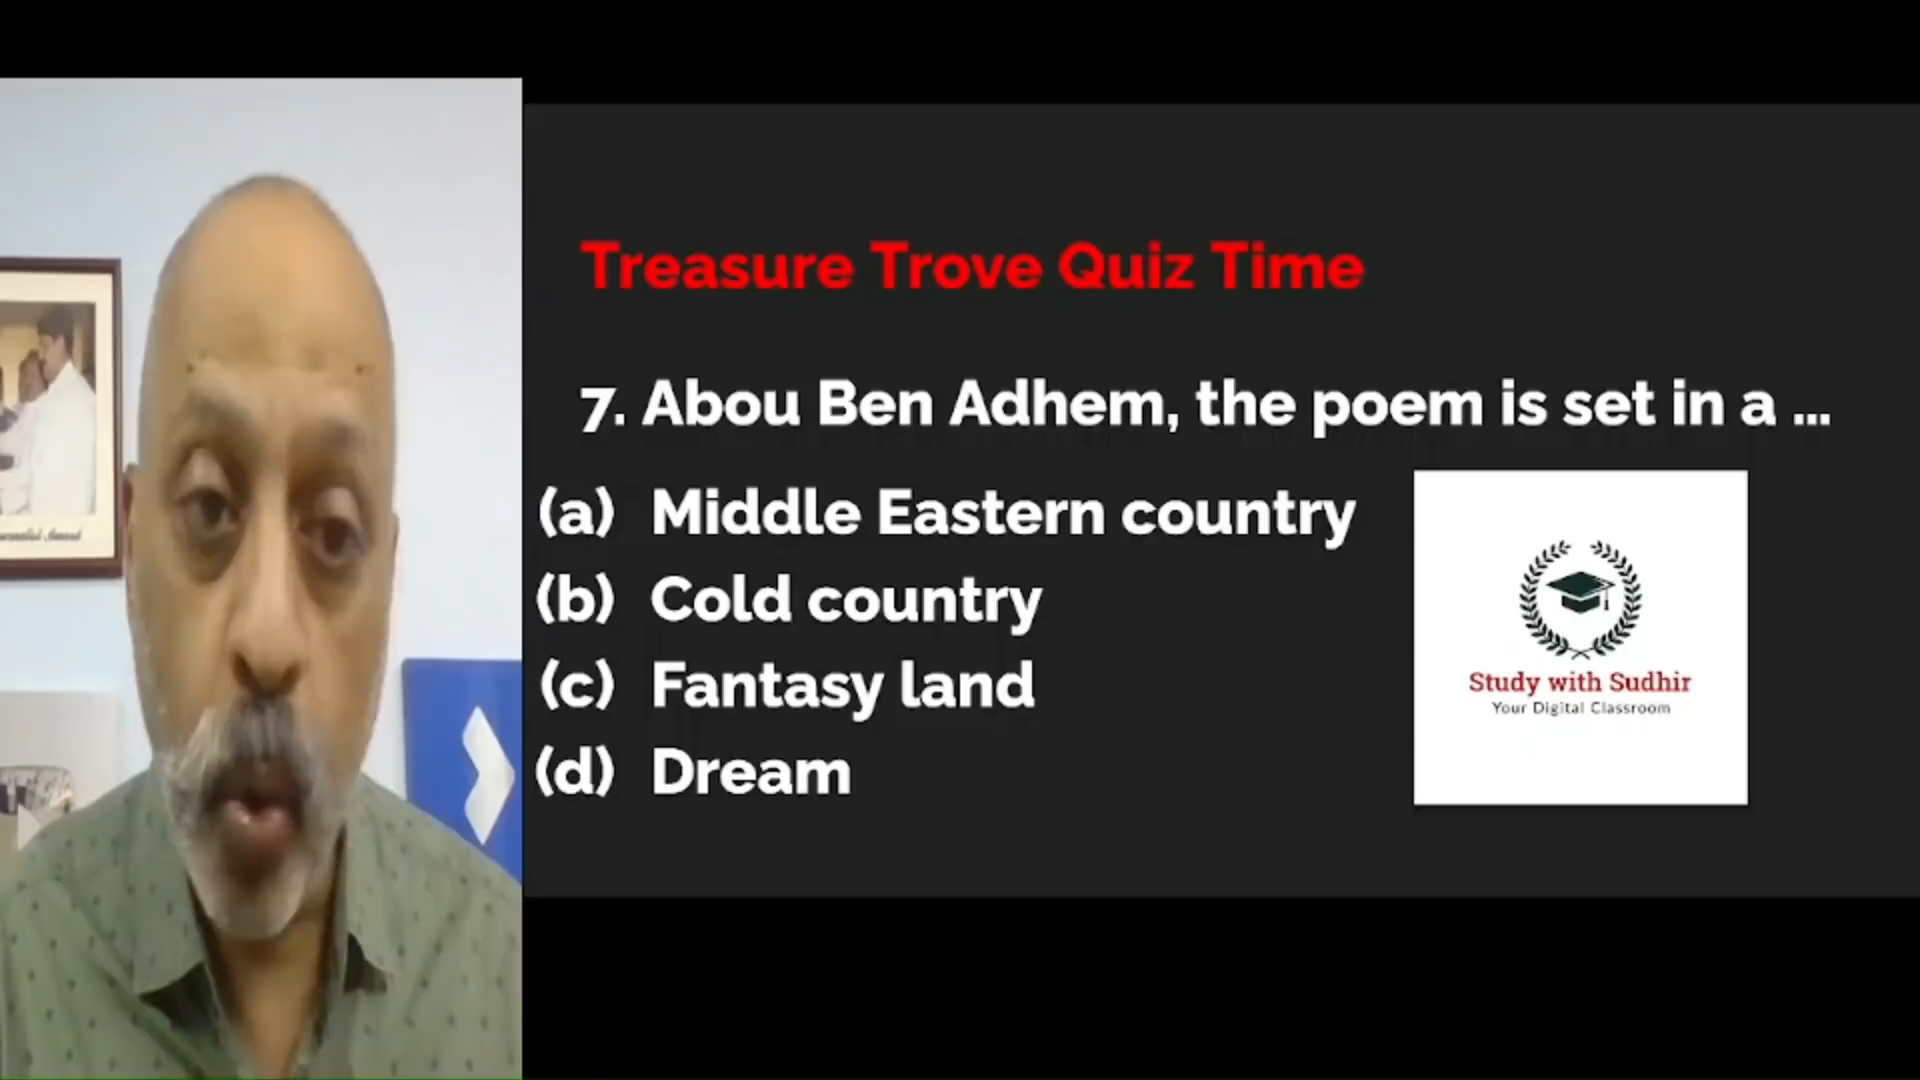 Treasure Trove Quiz Time
7. Abou Ben Adhem, the poem is set in a ...
(a) Middle Eastern country
(b) Cold country
(c) Fantasy land
(d) Dream
Study with Sudhir
Your Digital Classroom